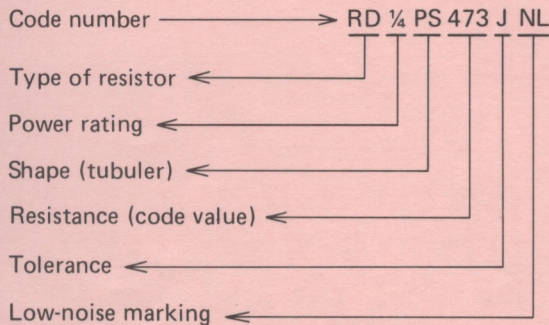 Code number RD ¼ PS 473 J NL
Type of resistor
Power rating
Shape (tubuler)
Resistance (code value)
Tolerance
Low-noise marking